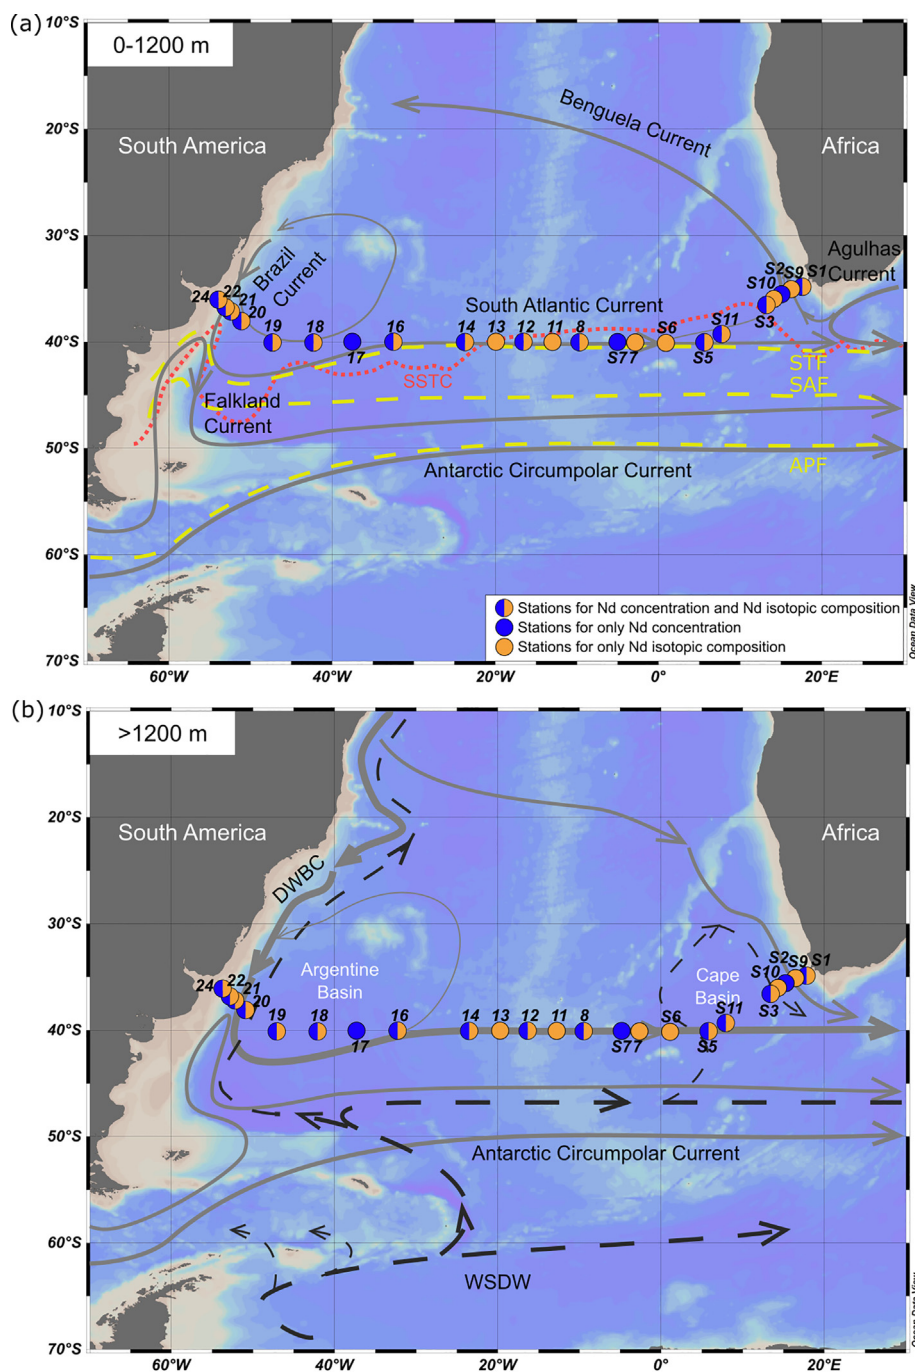 (a)
0-1200 m
10°S
20°S
30°S
40°S
50°S
60°S
70°S
South America
Africa
Benguela Current
Brazil
Current
Agulhas
Current
South Atlantic Current
24
22
21
20
19
18
17
16
14
13
12
11
8
S7
7
S6
S5
S11
S3
S10
S2
S9
S1
SSTC
STF
SAF
APF
Falkland
Current
Antarctic Circumpolar Current
Stations for Nd concentration and Nd isotopic composition
Stations for only Nd concentration
Stations for only Nd isotopic composition
Ocean Data View
60°W
40°W
20°W
0°
20°E
(b)
>1200 m
10°S
20°S
30°S
40°S
50°S
60°S
70°S
South America
Africa
DWBC
Argentine
Basin
Cape
Basin
24
22
21
20
19
18
17
16
14
13
12
11
8
S7
7
S6
S5
S11
S3
S10
S2
S9
S1
Antarctic Circumpolar Current
WSDW
Ocean Data View
60°W
40°W
20°W
0°
20°E